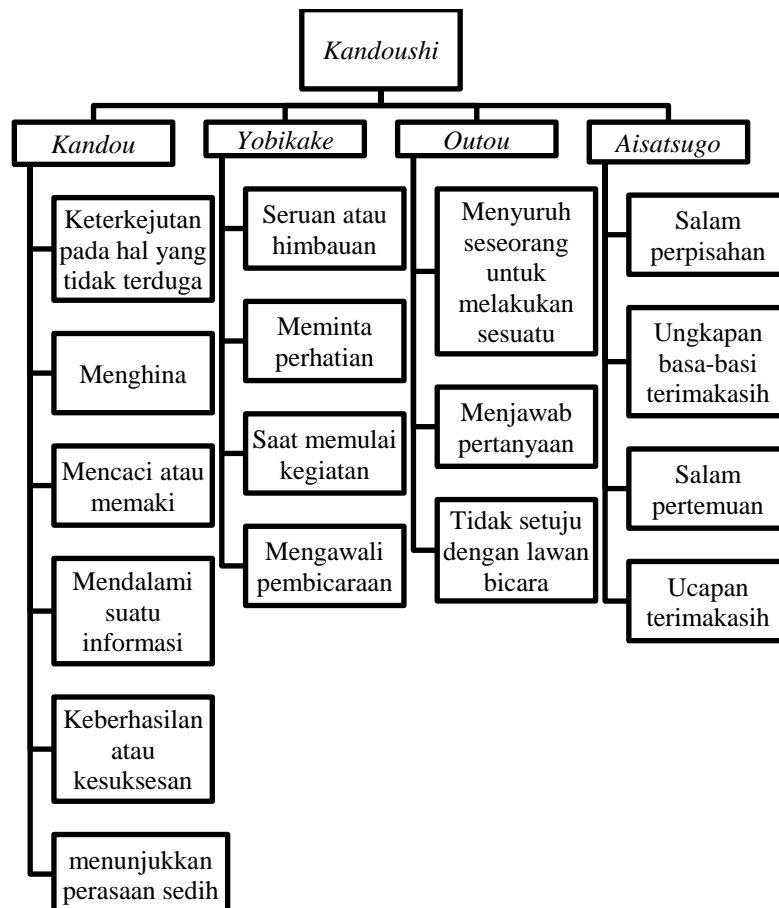 Kandoushi
Kandou
Keterkejutan
pada hal yang
tidak terduga
Menghina
Mencaci atau
memaki
Mendalami
suatu
informasi
Keberhasilan
atau
kesuksesan
menunjukkan
perasaan sedih
Yobikake
Seruan atau
himbauan
Meminta
perhatian
Saat memulai
kegiatan
Mengawali
pembicaraan
Outou
Menyuruh
seseorang
untuk
melakukan
sesuatu
Menjawab
pertanyaan
Tidak setuju
dengan lawan
bicara
Aisatsugo
Salam
perpisahan
Ungkapan
basa-basi
terimakasih
Salam
pertemuan
Ucapan
terimakasih